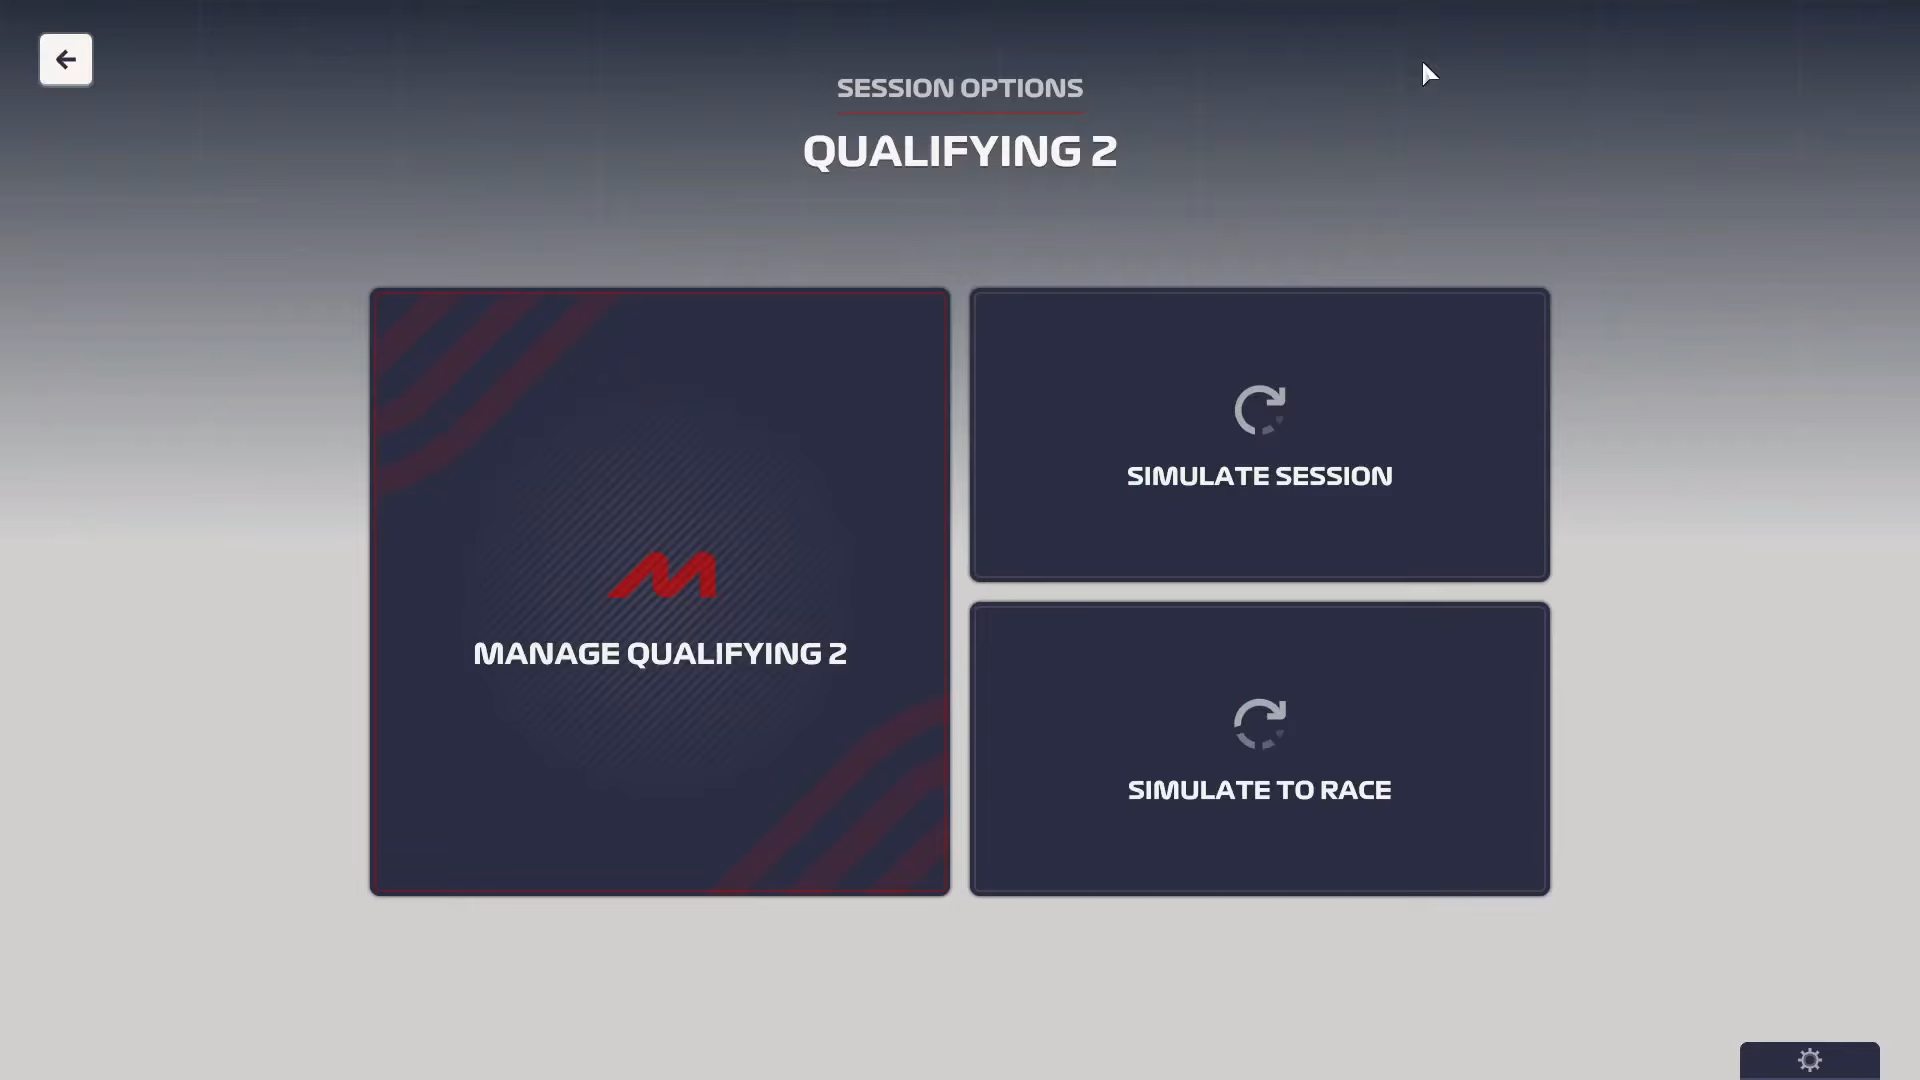 SESSION OPTIONS
QUALIFYING 2
MANAGE QUALIFYING 2
SIMULATE SESSION
SIMULATE TO RACE